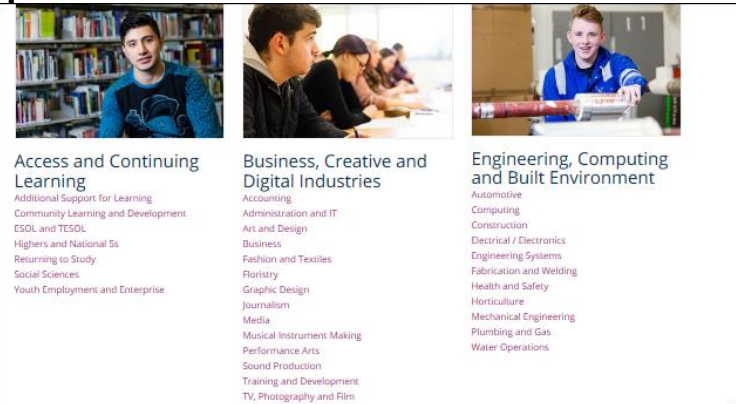 Access and Continuing
Learning
Additional Support for Learning
Community Learning and Development
ESOL and TESOL
Highers and National 5s
Returning to Study
Social Sciences
Youth Employment and Enterprise
Business, Creative and
Digital Industries
Accounting
Administration and IT
Art and Design
Business
Fashion and Textiles
Floristry
Graphic Design
Journalism
Media
Musical Instrument Making
Performance Arts
Sound Production
Training and Development
TV, Photography and Film
Engineering, Computing
and Built Environment
Automotive
Computing
Construction
Electrical / Electronics
Engineering Systems
Fabrication and Welding
Health and Safety
Horticulture
Mechanical Engineering
Plumbing and Gas
Water Operations